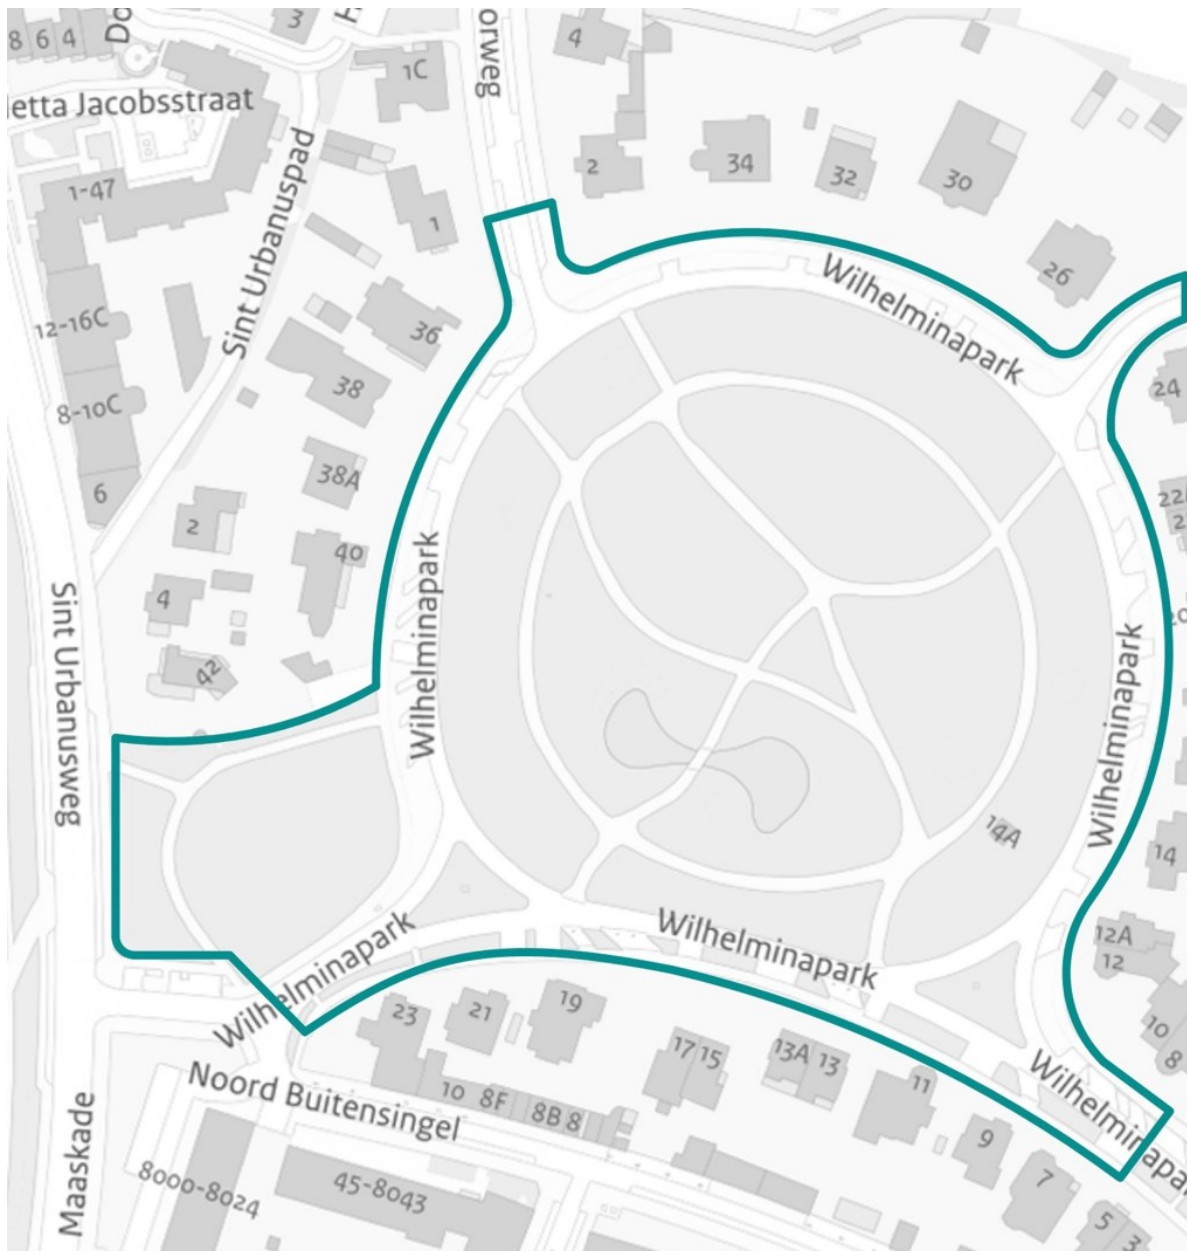 8 6 4
3
4
orweg
1C
etta Jacobsstraat
Sint Urbanuspad
1-47
1
2
34
32
30
26
Wilhelminapark
12-16C
36
38
8-10C
24
38A
6
2
40
Wilhelminapark
4
42
Sint Urbanusweg
Wilhelminapark
14A
14
Wilhelminapark
Wilhelminapark
12A
12
10
8
23
21
19
17 15
13A 13
11
9
7
5
3
Wilhelminapark
Noord Buitensingel
10 8F 8B 8
Maaskade
8000-8024
45-8043